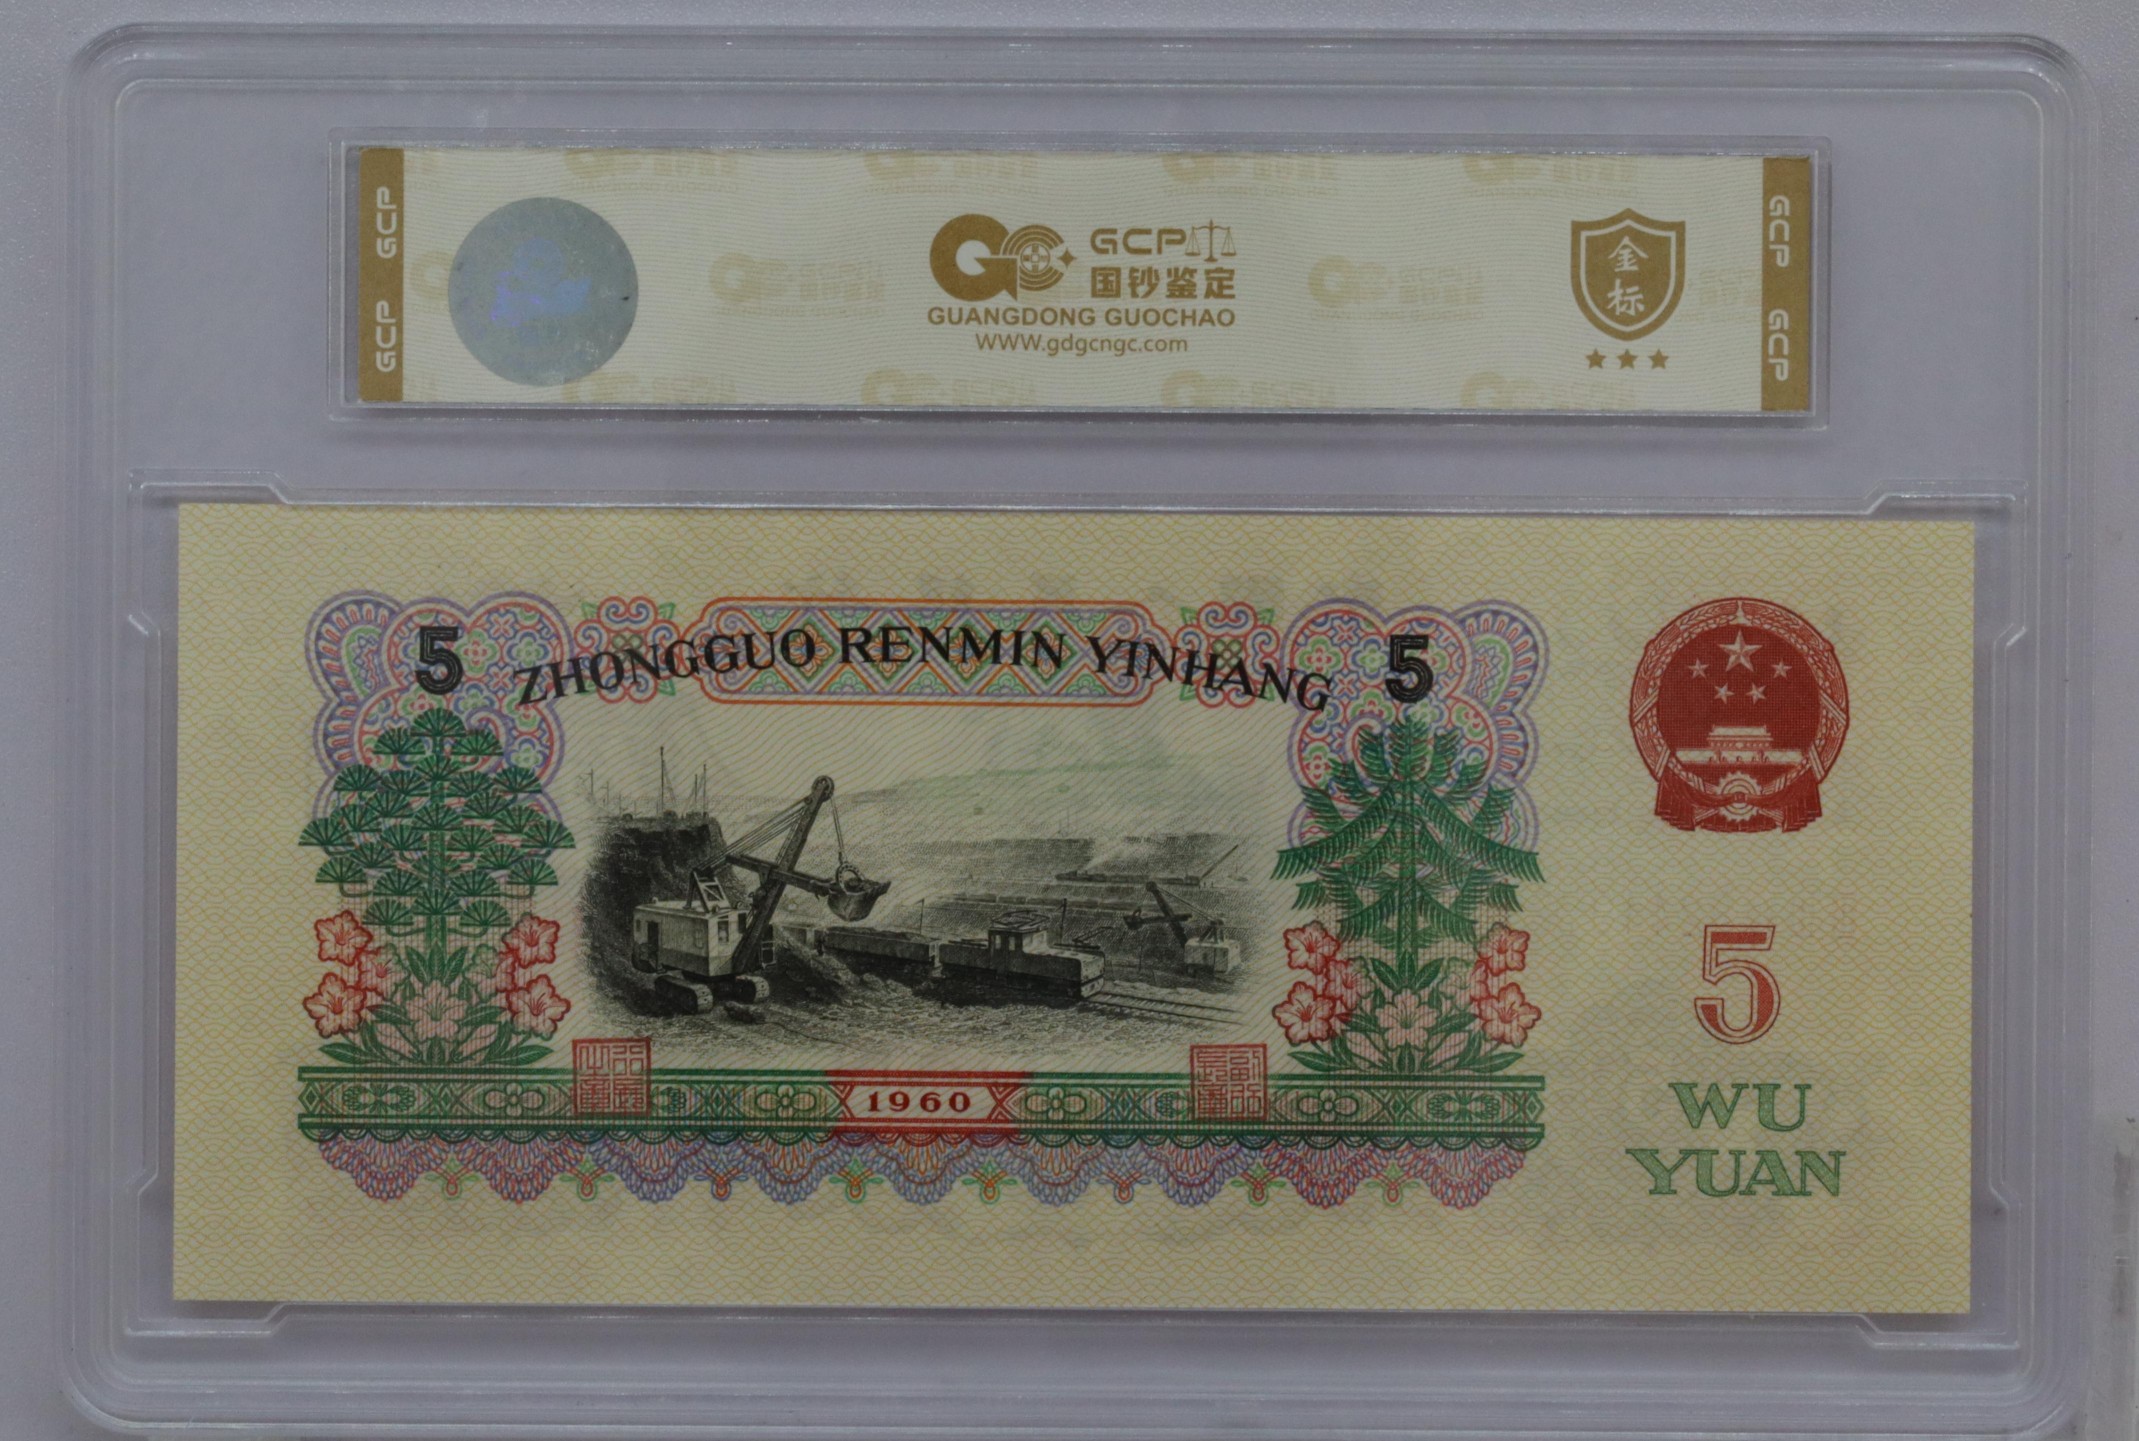 GCP GCP
GCP
国钞鉴定
GUANGDONG GUOCHAO
WWW.gdgcngc.com
金
标
GCP GCP
5 ZHONGGUO RENMIN YINHANG 5
1960
5
WU
YUAN